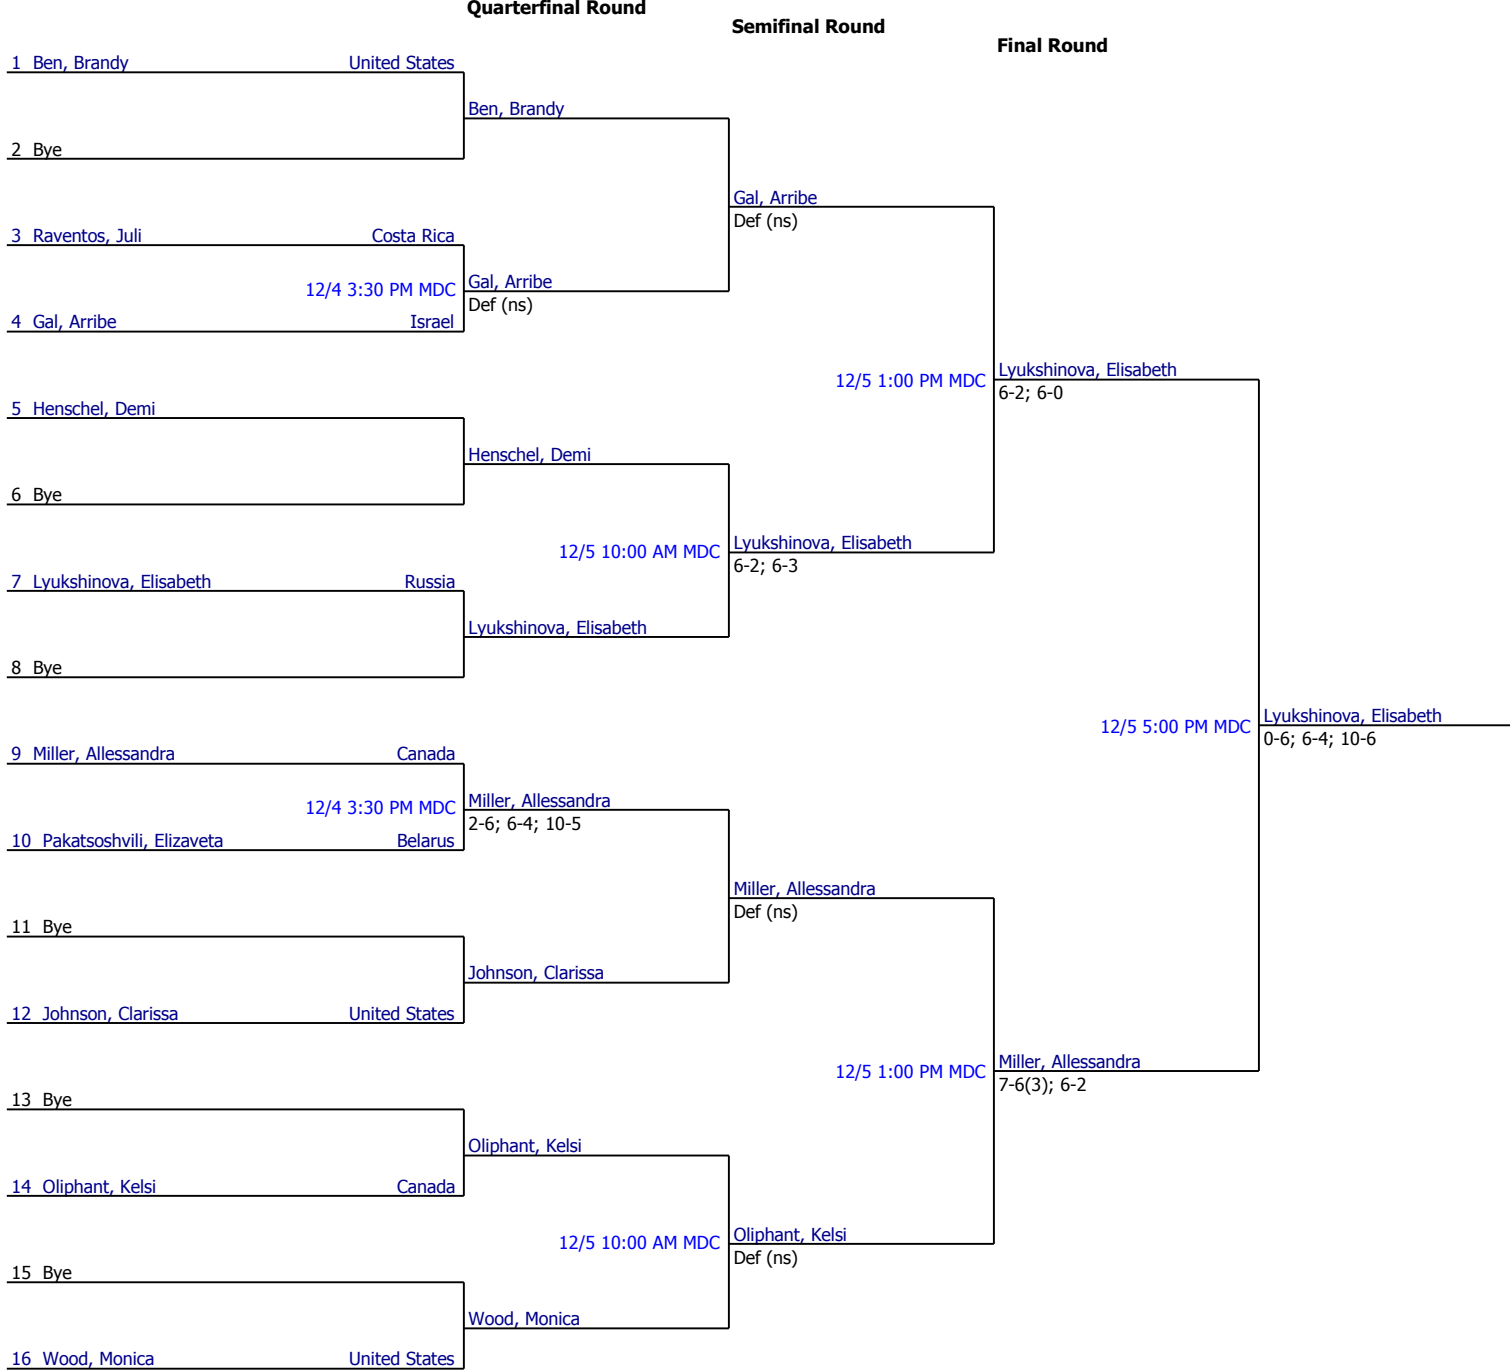 Quarterfinal Round
Semifinal Round
Final Round
1 Ben, Brandy United States
Ben, Brandy
2 Bye
Gal, Arribe
Def (ns)
3 Raventos, Juli Costa Rica
12/4 3:30 PM MDC Gal, Arribe
Def (ns)
4 Gal, Arribe Israel
12/5 1:00 PM MDC Lyukshinova, Elisabeth
6-2; 6-0
5 Henschel, Demi
Henschel, Demi
6 Bye
12/5 10:00 AM MDC Lyukshinova, Elisabeth
6-2; 6-3
7 Lyukshinova, Elisabeth Russia
Lyukshinova, Elisabeth
8 Bye
12/5 5:00 PM MDC Lyukshinova, Elisabeth
0-6; 6-4; 10-6
9 Miller, Allessandra Canada
12/4 3:30 PM MDC Miller, Allessandra
2-6; 6-4; 10-5
10 Pakatsoshvili, Elizaveta Belarus
Miller, Allessandra
Def (ns)
11 Bye
Johnson, Clarissa
12 Johnson, Clarissa United States
12/5 1:00 PM MDC Miller, Allessandra
7-6(3); 6-2
13 Bye
Oliphant, Kelsi
14 Oliphant, Kelsi Canada
12/5 10:00 AM MDC Oliphant, Kelsi
Def (ns)
15 Bye
Wood, Monica
16 Wood, Monica United States